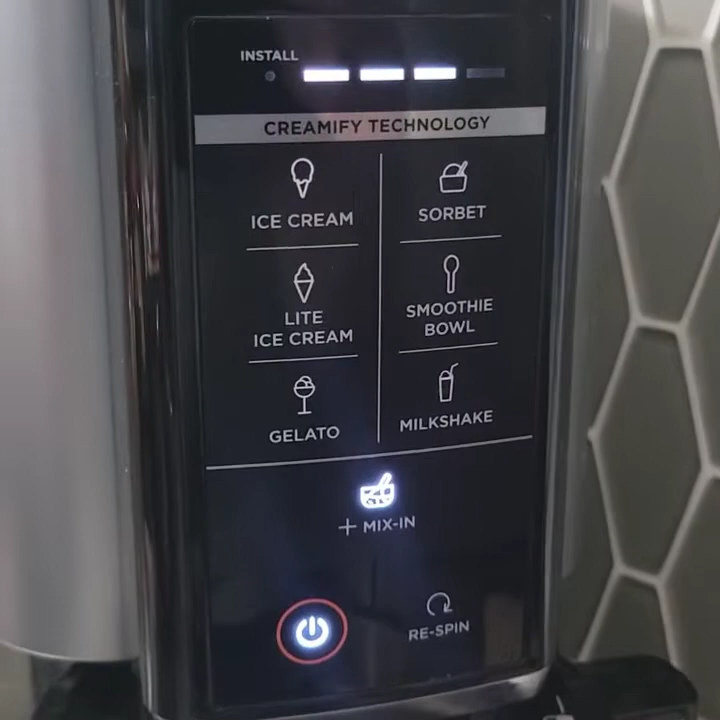 INSTALL
CREAMIFY TECHNOLOGY
ICE CREAM
SORBET
LITE
ICE CREAM
SMOOTHIE
BOWL
GELATO
MILKSHAKE
+ MIX-IN
RE-SPIN